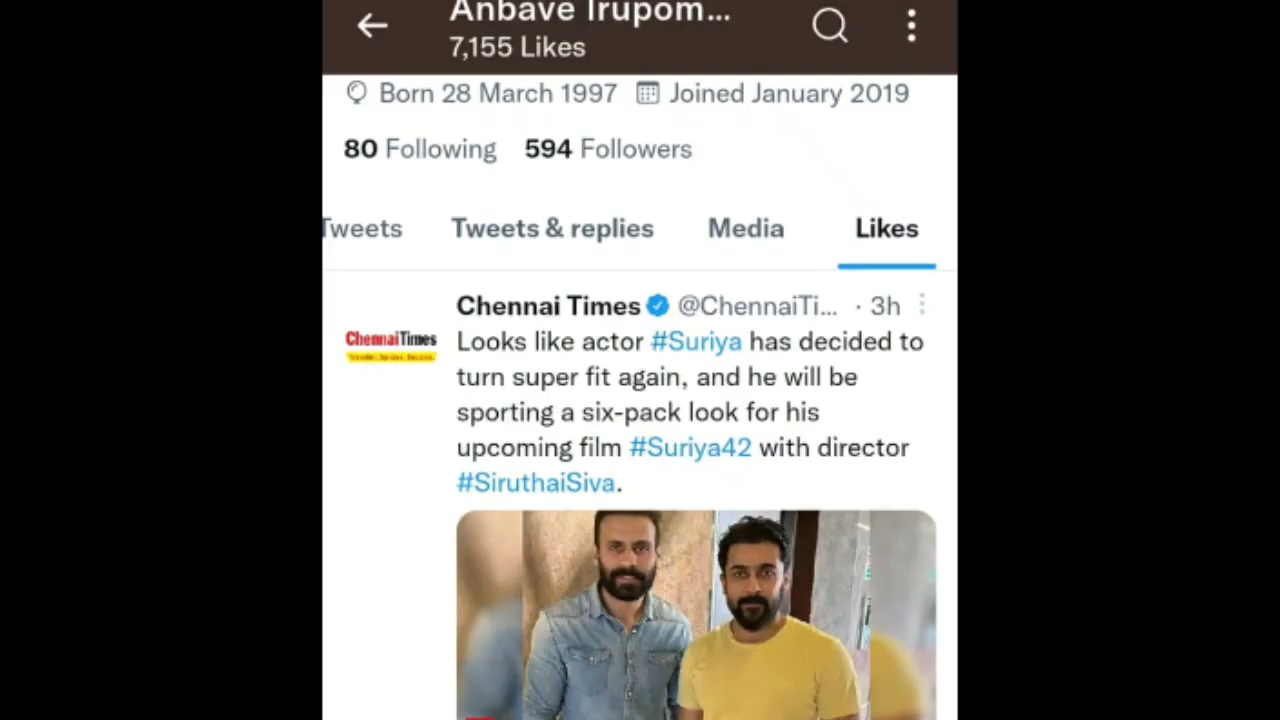 Anbave Irupom...
7,155 Likes
Born 28 March 1997 Joined January 2019
80 Following 594 Followers
Tweets Tweets & replies Media Likes
Chennai Times @ChennaiTi... · 3h
ChennaiTimes
Looks like actor #Suriya has decided to
turn super fit again, and he will be
sporting a six-pack look for his
upcoming film #Suriya42 with director
#SiruthaiSiva.